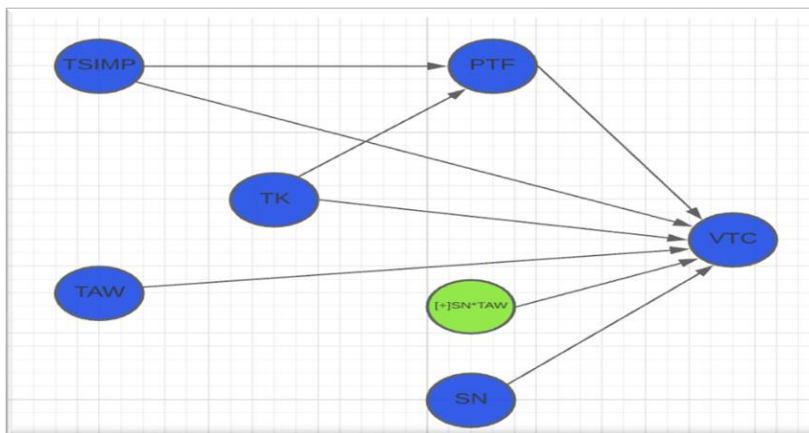 TSIMP
PTF
TK
VTC
TAW
[+]SN*TAW
SN